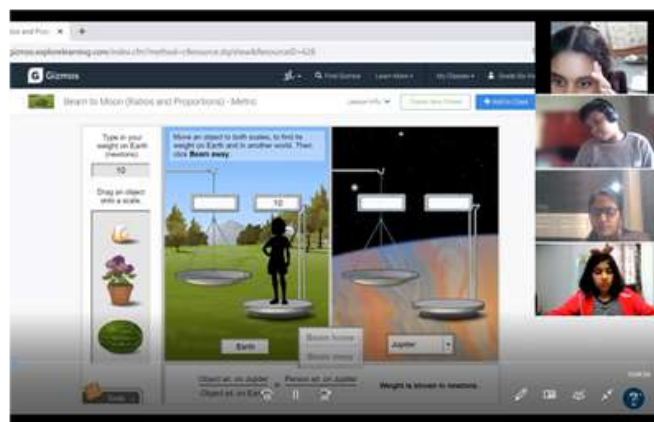 gizmos.explorelearning.com/index.cfm?method=cResource.dspView&ResourceID=428
G Gizmos
Find Gizmos
Learn More
My Classes
Beam to Moon (Ratios and Proportions) - Metric
Lesson Info
Add to Class
Type in your
weight on Earth
(newtons)
10
Drag an object
onto a scale.
Move an object to both scales, to find its
weight on Earth and in another world. Then
click Beam away.
10
Beam home
Beam away
Earth
Jupiter
Object wt. on Jupiter
Person wt. on Jupiter
Object wt. on Earth
Weight is shown in newtons.
Tools
?